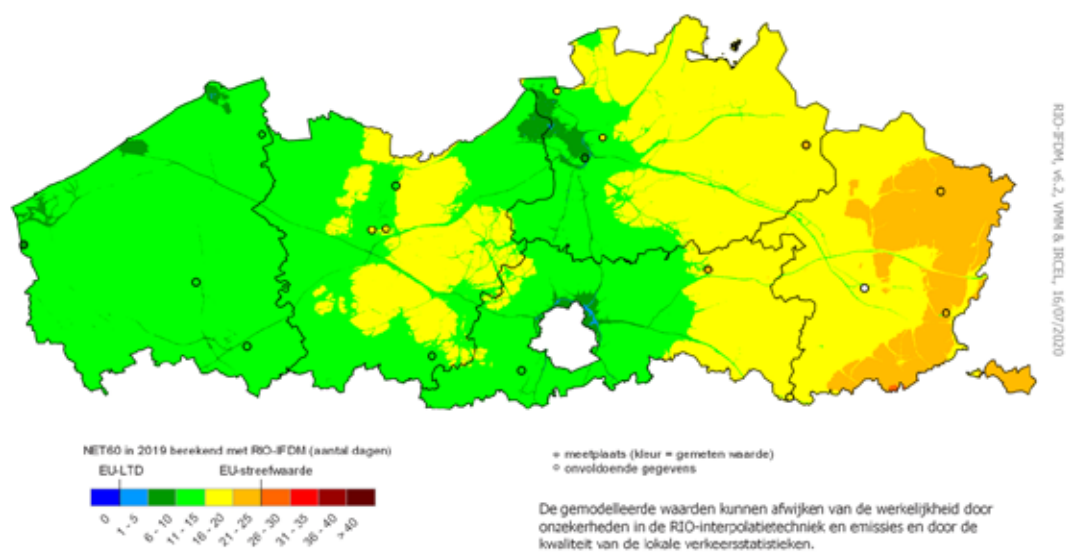 RIO-IFDM, v6.2, VMM & IRCEL, 16/07/2020
NET60 in 2019 berekend met RIO-IFDM (aantal dagen)
EU-LTD EU-streefwaarde
0 1 - 5 6 - 10 11 - 15 16 - 20 21 - 25 26 - 30 31 - 35 36 - 40 > 40
meetplaats (kleur = gemeten waarde)
onvoldoende gegevens
De gemodelleerde waarden kunnen afwijken van de werkelijkheid door
onzekerheden in de RIO-interpolatietechniek en emissies en door de
kwaliteit van de lokale verkeersstatistieken.